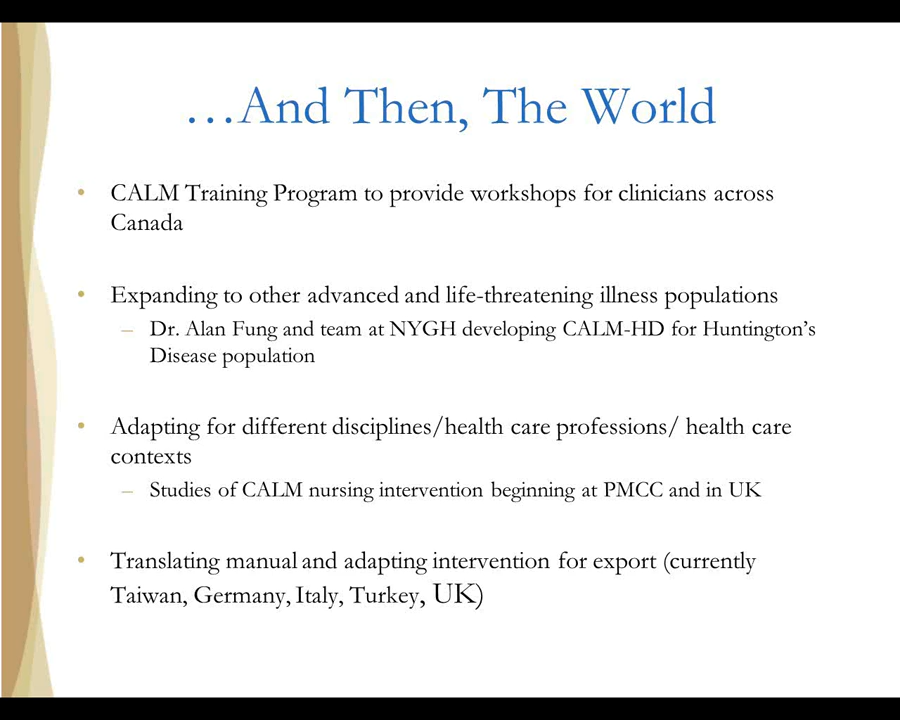 …And Then, The World
• CALM Training Program to provide workshops for clinicians across
Canada
• Expanding to other advanced and life-threatening illness populations
– Dr. Alan Fung and team at NYGH developing CALM-HD for Huntington’s
Disease population
• Adapting for different disciplines/health care professions/ health care
contexts
– Studies of CALM nursing intervention beginning at PMCC and in UK
• Translating manual and adapting intervention for export (currently
Taiwan, Germany, Italy, Turkey, UK)